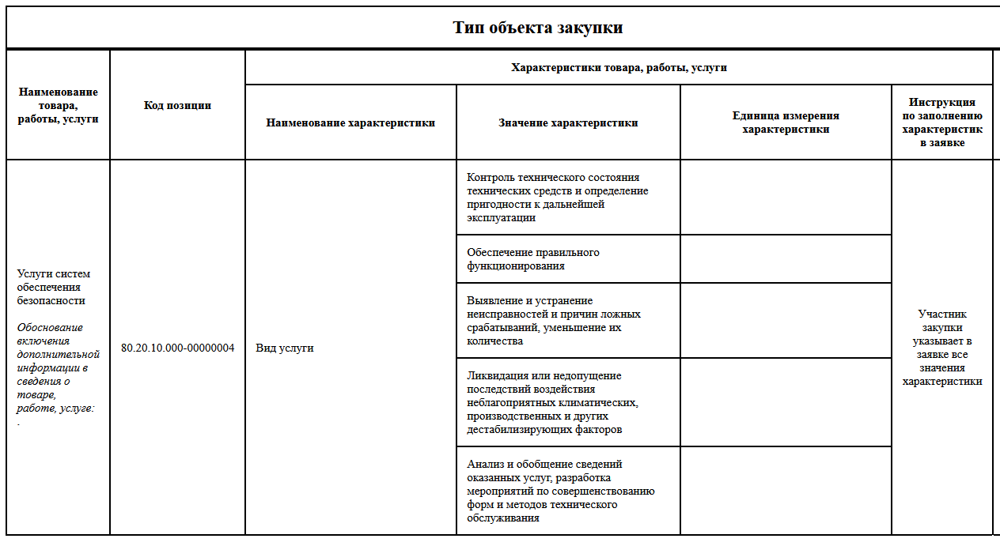 Тип объекта закупки
Наименование
товара,
работы, услуги
Код позиции
Характеристики товара, работы, услуги
Наименование характеристики
Значение характеристики
Единица измерения
характеристики
Инструкция
по заполнению
характеристик
в заявке
Услуги систем
обеспечения
безопасности
Обоснование
включения
дополнительной
информации в
сведения о
товаре,
работе, услуге:
.
80.20.10.000-00000004
Вид услуги
Контроль технического состояния
технических средств и определение
пригодности к дальнейшей
эксплуатации
Обеспечение правильного
функционирования
Выявление и устранение
неисправностей и причин ложных
срабатываний, уменьшение их
количества
Ликвидация или недопущение
последствий воздействия
неблагоприятных климатических,
производственных и других
дестабилизирующих факторов
Анализ и обобщение сведений
оказанных услуг, разработка
мероприятий по совершенствованию
форм и методов технического
обслуживания
Участник
закупки
указывает в
заявке все
значения
характеристики